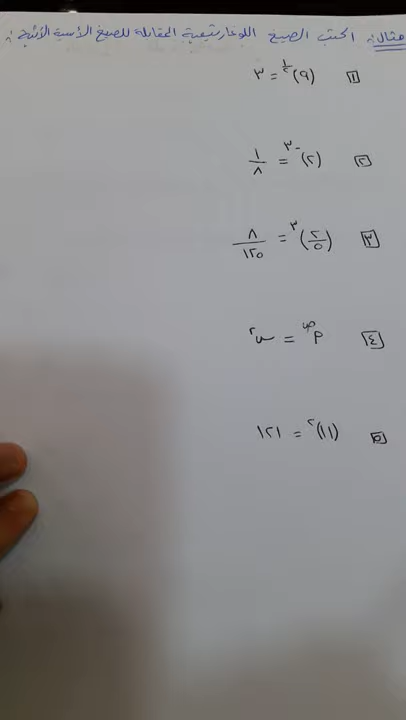 مثال: اكتب الصيغ اللوغاريتمية المقابلة للصيغ الأسية الآتية:
١ (٩)^½ = ٣
٢ (٢)^-٣ = ١/٨
٣ (٢/٥)^٣ = ٨/١٢٥
٤
٥ (١١)^٢ = ١٢١